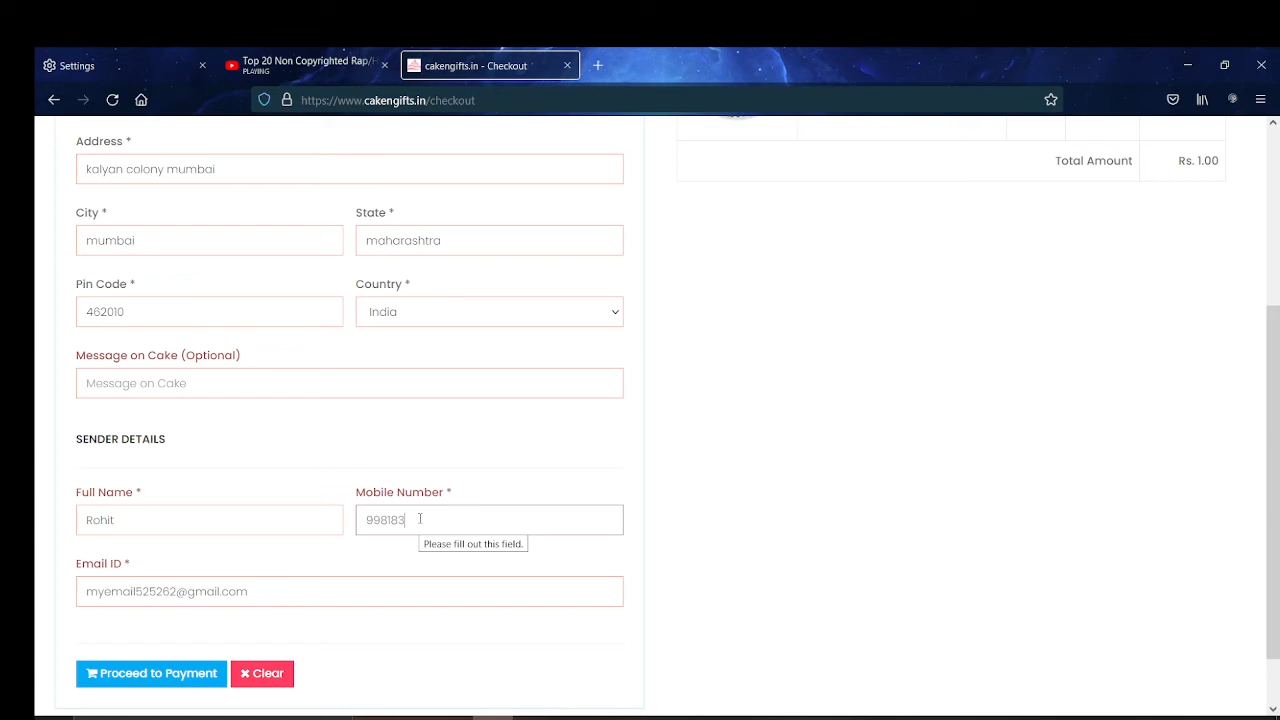 Settings
Top 20 Non Copyrighted Rap/H
PLAYING
cakengifts.in - Checkout
https://www.cakengifts.in/checkout
Address *
kalyan colony mumbai
Total Amount
Rs. 1.00
City *
State *
mumbai
maharashtra
Pin Code *
Country *
462010
India
Message on Cake (Optional)
Message on Cake
SENDER DETAILS
Full Name *
Mobile Number *
Rohit
998183
Please fill out this field.
Email ID *
myemail525262@gmail.com
Proceed to Payment
Clear